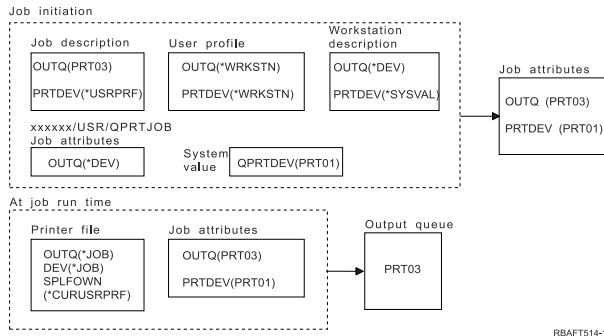 Job initiation
Job description
OUTQ(PRT03)
PRTDEV(*USRPRF)
User profile
OUTQ(*WRKSTN)
PRTDEV(*WRKSTN)
Workstation
description
OUTQ(*DEV)
PRTDEV(*SYSVAL)
Job attributes
OUTQ (PRT03)
PRTDEV (PRT01)
xxxxxx/USR/QPRTJOB
Job attributes
OUTQ(*DEV)
System
value
QPRTDEV(PRT01)
At job run time
Printer file
OUTQ(*JOB)
DEV(*JOB)
SPLFOWN
(*CURUSRPRF)
Job attributes
OUTQ(PRT03)
PRTDEV(PRT01)
Output queue
PRT03